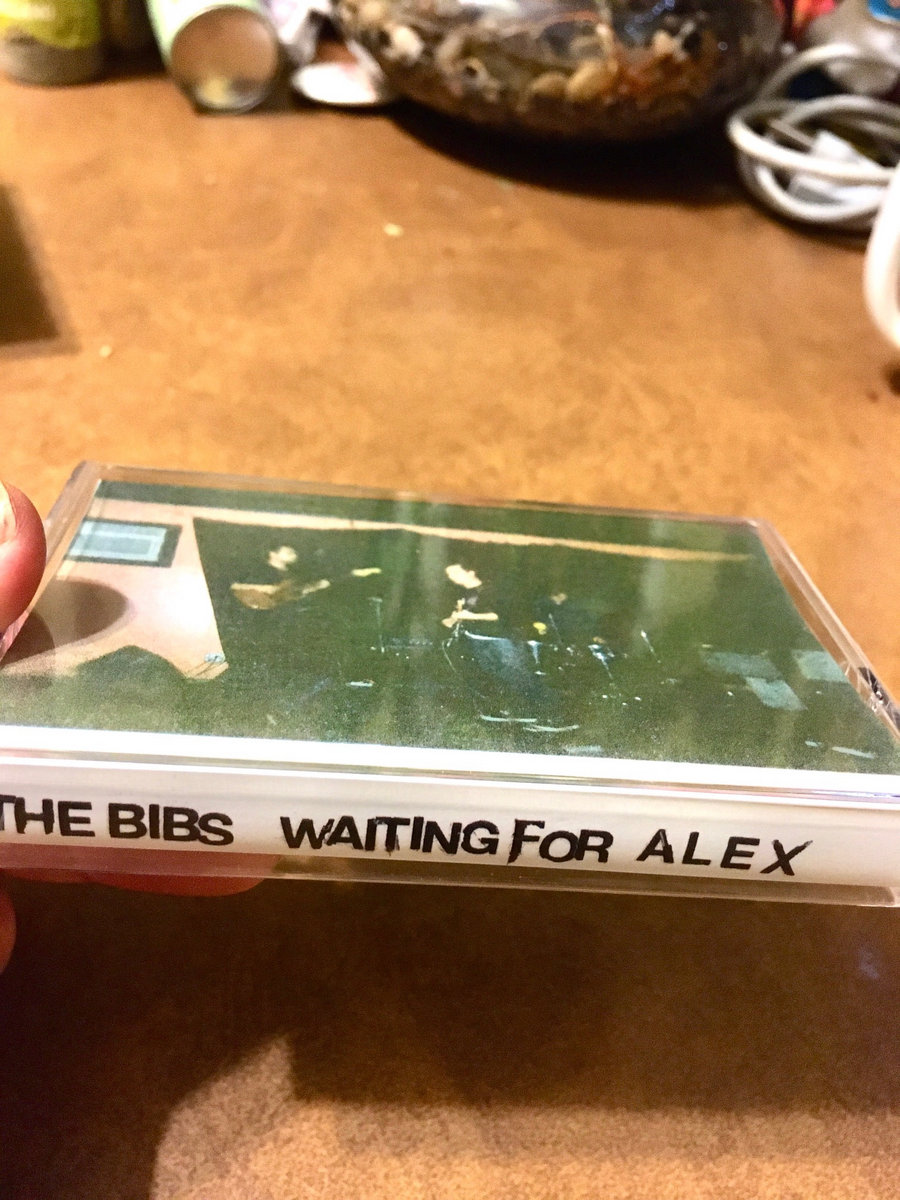 THE BIBS WAITING FOR ALEX